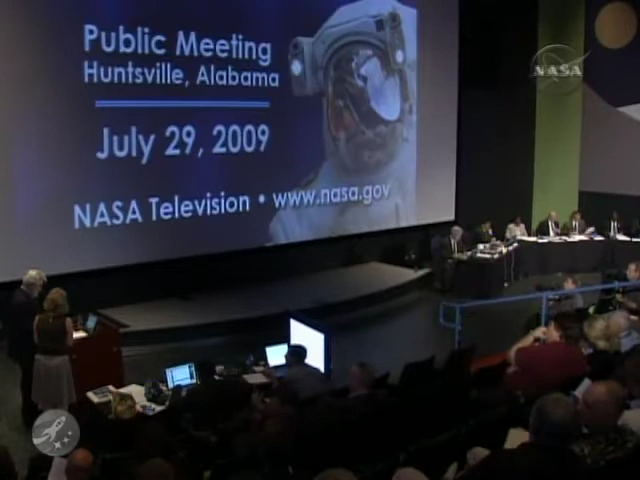 Public Meeting
Huntsville, Alabama
July 29, 2009
NASA Television • www.nasa.gov
NASA